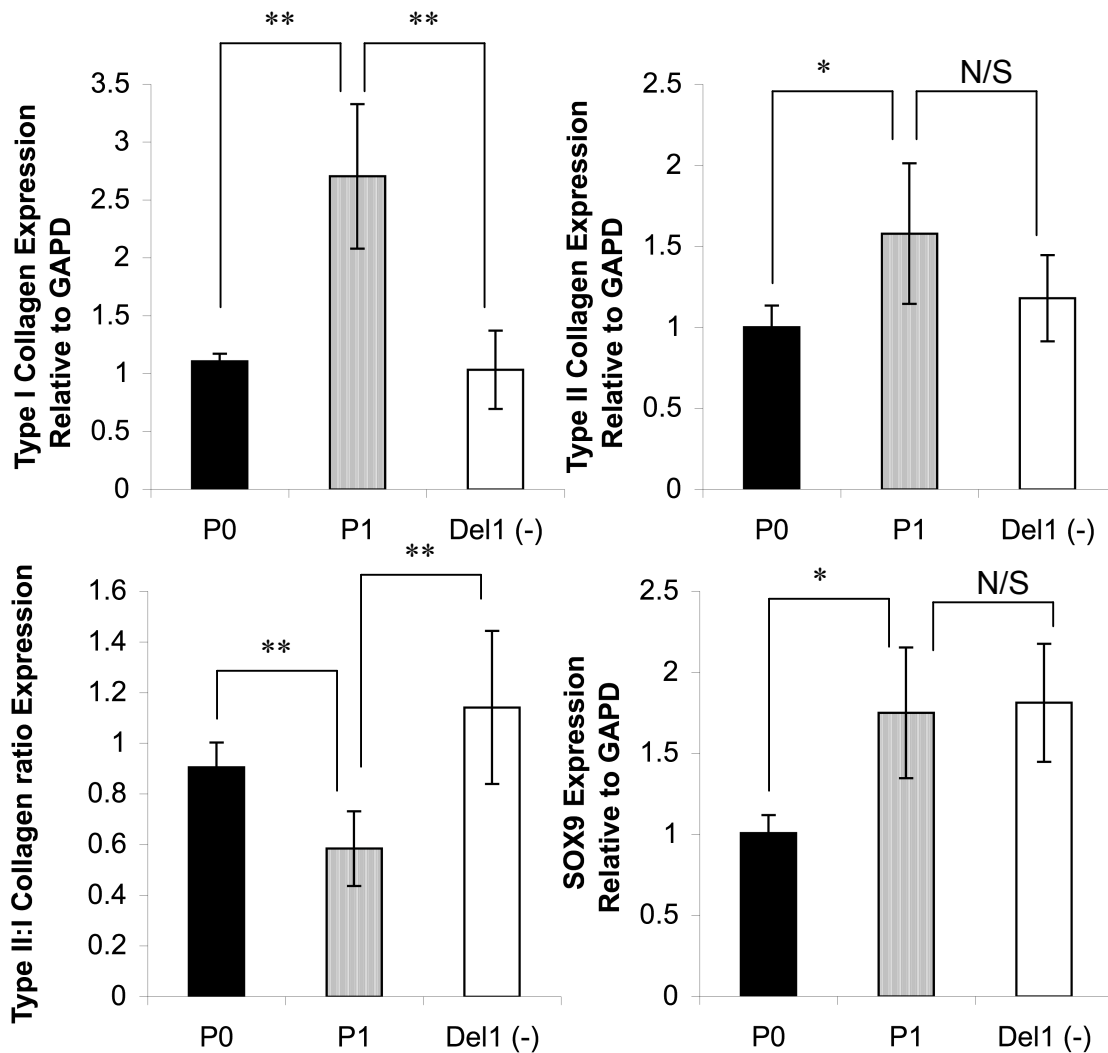 ** **
Type I Collagen Expression
Relative to GAPD
3.5
3
2.5
2
1.5
1
0.5
0
P0 P1 Del1 (-)
* N/S
Type II Collagen Expression
Relative to GAPD
2.5
2
1.5
1
0.5
0
P0 P1 Del1 (-)
**
**
Type II:I Collagen ratio Expression
1.6
1.4
1.2
1
0.8
0.6
0.4
0.2
0
P0 P1 Del1 (-)
* N/S
SOX9 Expression
Relative to GAPD
2.5
2
1.5
1
0.5
0
P0 P1 Del1 (-)